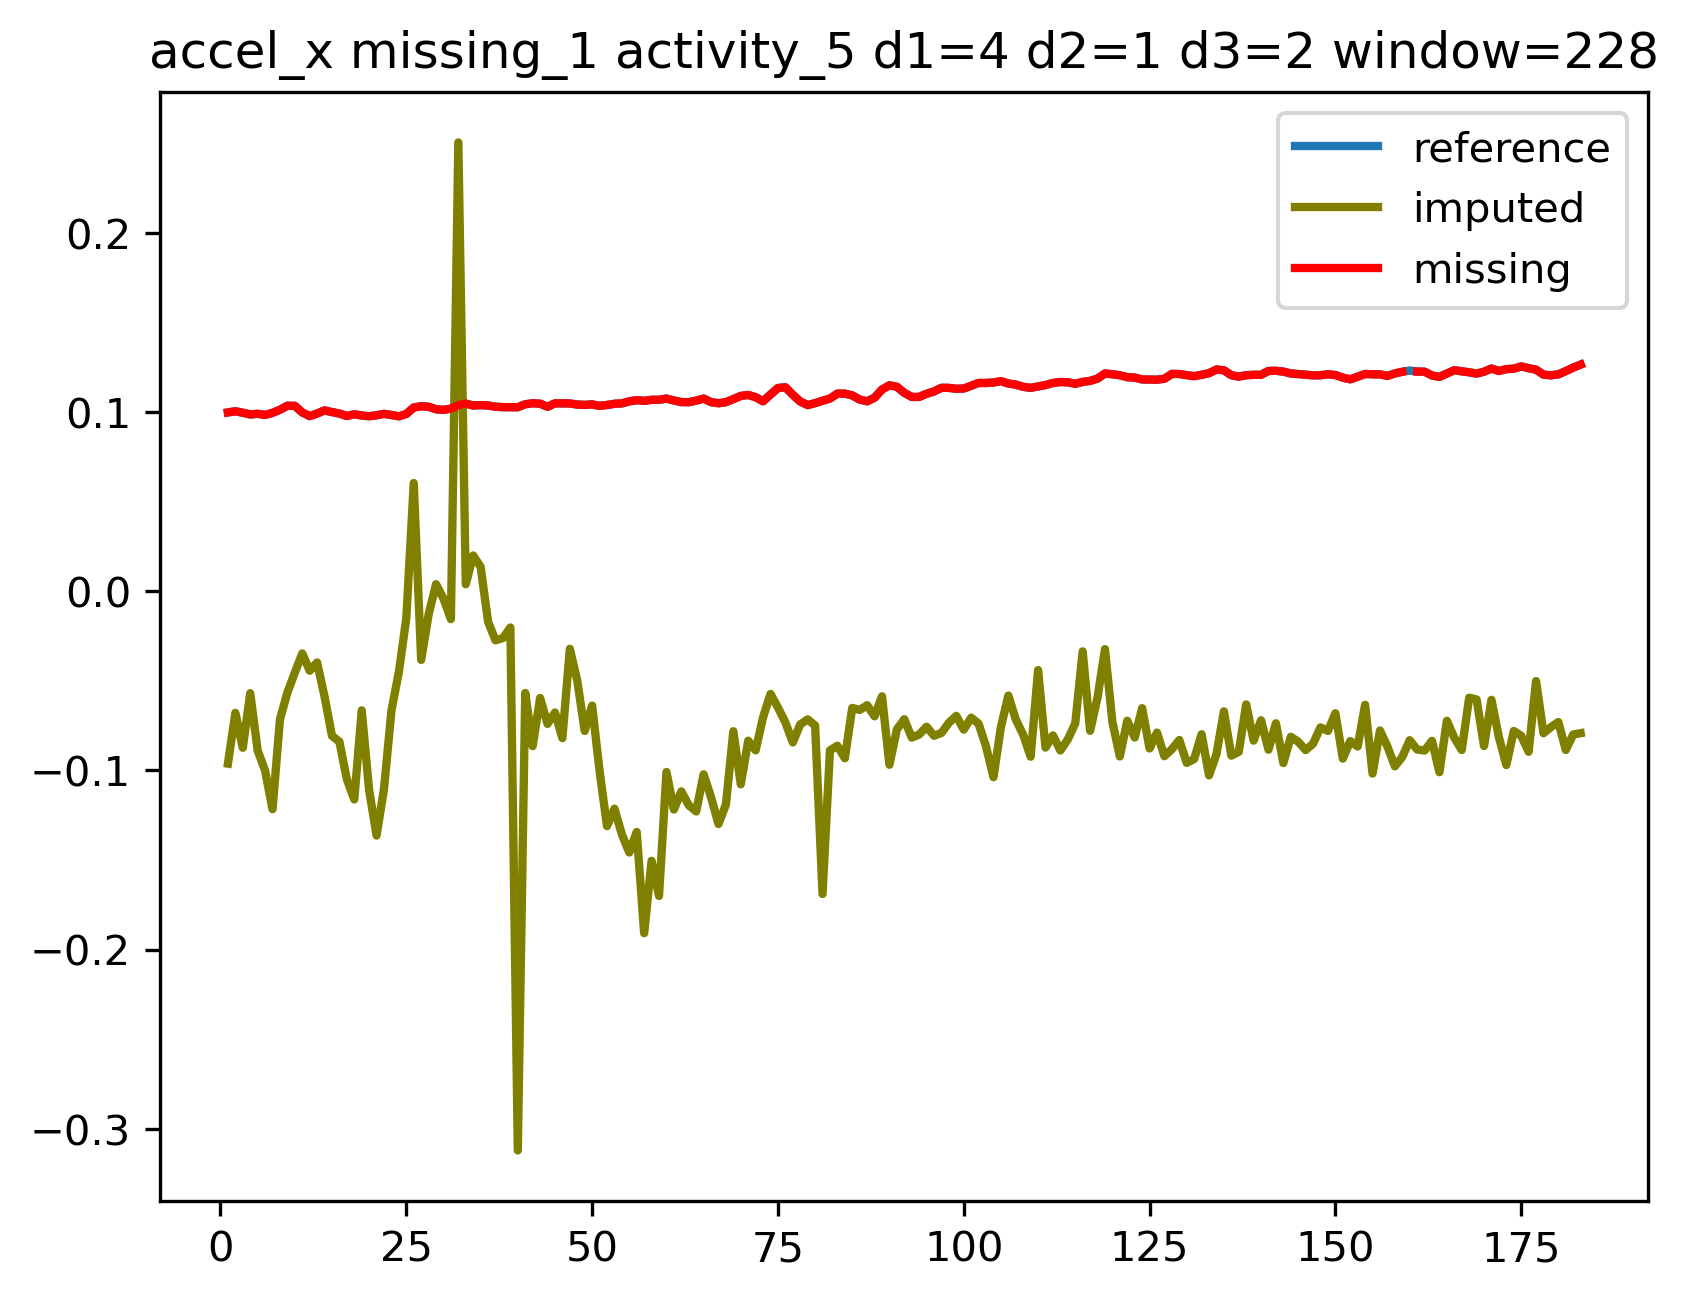 accel_x missing_1 activity_5 d1=4 d2=1 d3=2 window=228
reference
imputed
missing
0.2
0.1
0.0
−0.1
−0.2
−0.3
0 25 50 75 100 125 150 175